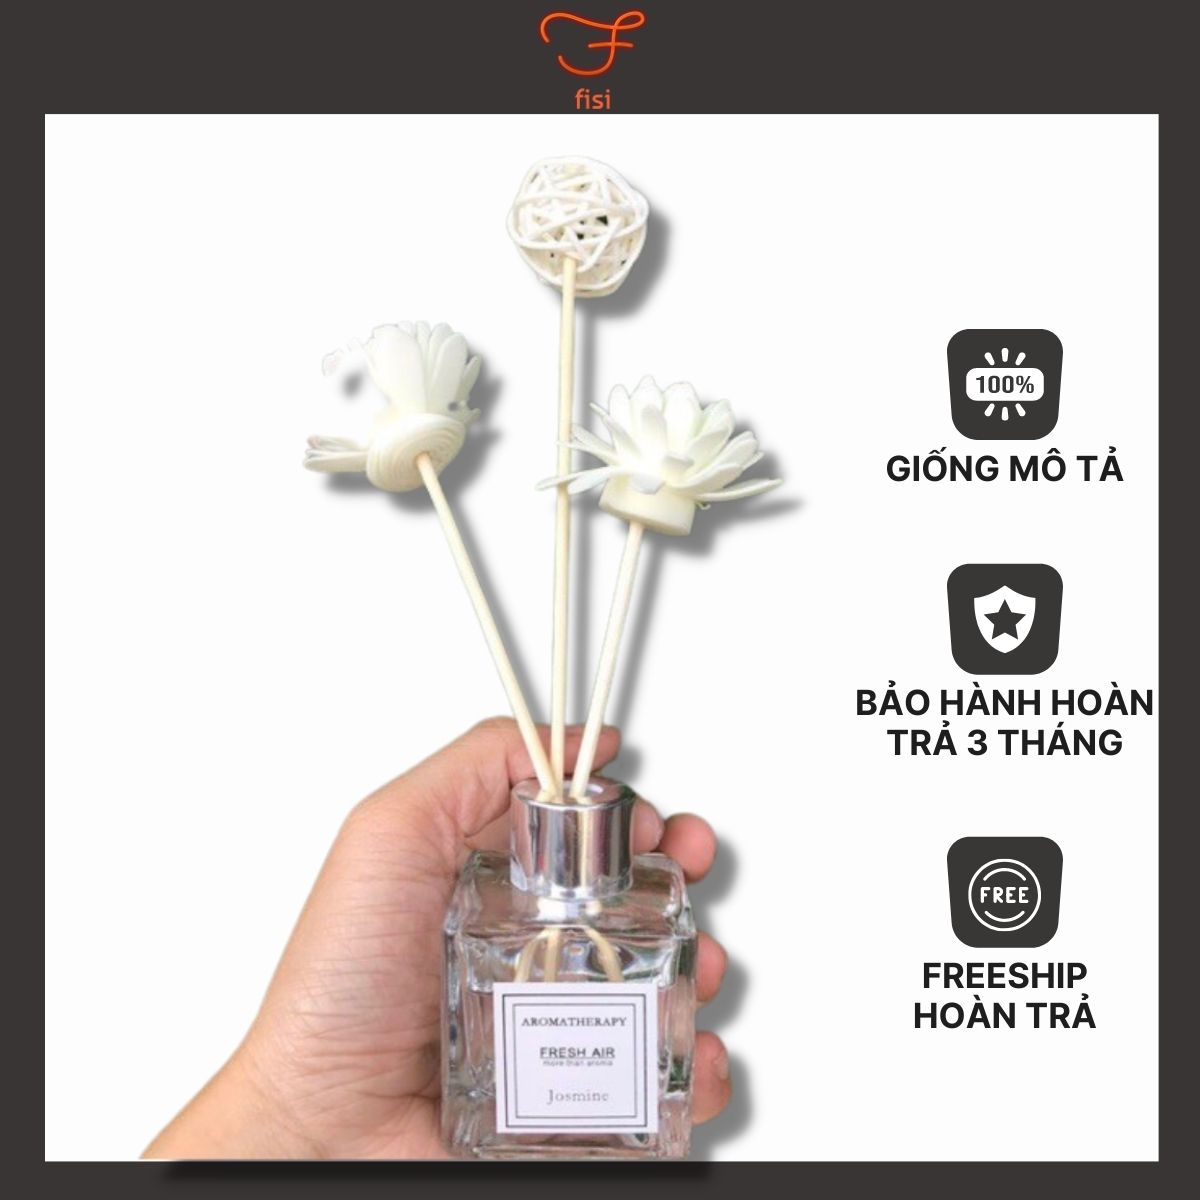 fisi
100%
GIỐNG MÔ TẢ
BẢO HÀNH HOÀN
TRẢ 3 THÁNG
FREE
FREESHIP
HOÀN TRẢ
AROMATHERAPY
FRESH AIR
more than aroma
Josmine